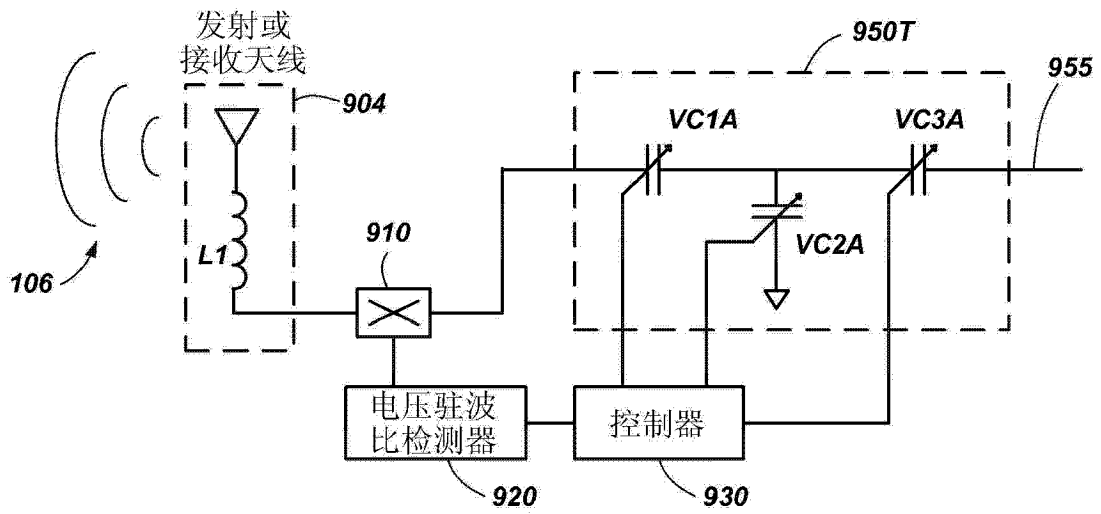 发射或
接收天线
904
950T
955
VC1A
VC3A
VC2A
L1
910
106
电压驻波
比检测器
控制器
920
930